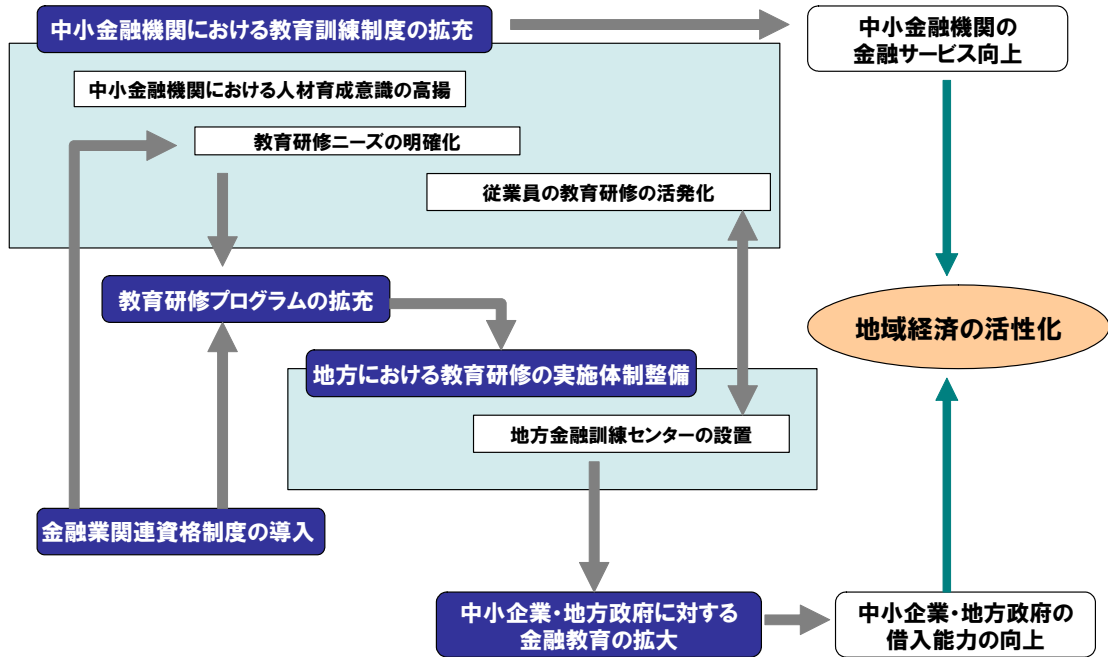 中小金融機関における教育訓練制度の拡充
中小金融機関の
金融サービス向上
中小金融機関における人材育成意識の高揚
教育研修ニーズの明確化
従業員の教育研修の活発化
教育研修プログラムの拡充
地域経済の活性化
地方における教育研修の実施体制整備
地方金融訓練センターの設置
金融業関連資格制度の導入
中小企業・地方政府に対する
金融教育の拡大
中小企業・地方政府の
借入能力の向上